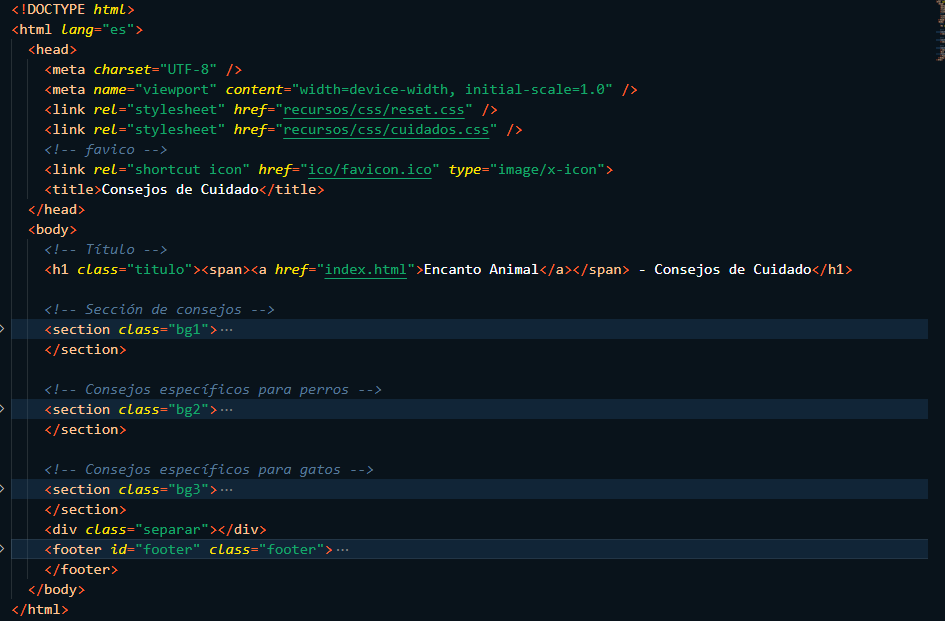 <!DOCTYPE html>
<html lang="es">
<head>
<meta charset="UTF-8" />
<meta name="viewport" content="width=device-width, initial-scale=1.0" />
<link rel="stylesheet" href="recursos/css/reset.css" />
<link rel="stylesheet" href="recursos/css/cuidados.css" />
<!-- favico -->
<link rel="shortcut icon" href="ico/favicon.ico" type="image/x-icon">
<title>Consejos de Cuidado</title>
</head>
<body>
<!-- Título -->
<h1 class="titulo"><span><a href="index.html">Encanto Animal</a></span> - Consejos de Cuidado</h1>
<!-- Sección de consejos -->
<section class="bg1">···
</section>
<!-- Consejos específicos para perros -->
<section class="bg2">···
</section>
<!-- Consejos específicos para gatos -->
<section class="bg3">···
</section>
<div class="separar"></div>
<footer id="footer" class="footer">···
</footer>
</body>
</html>